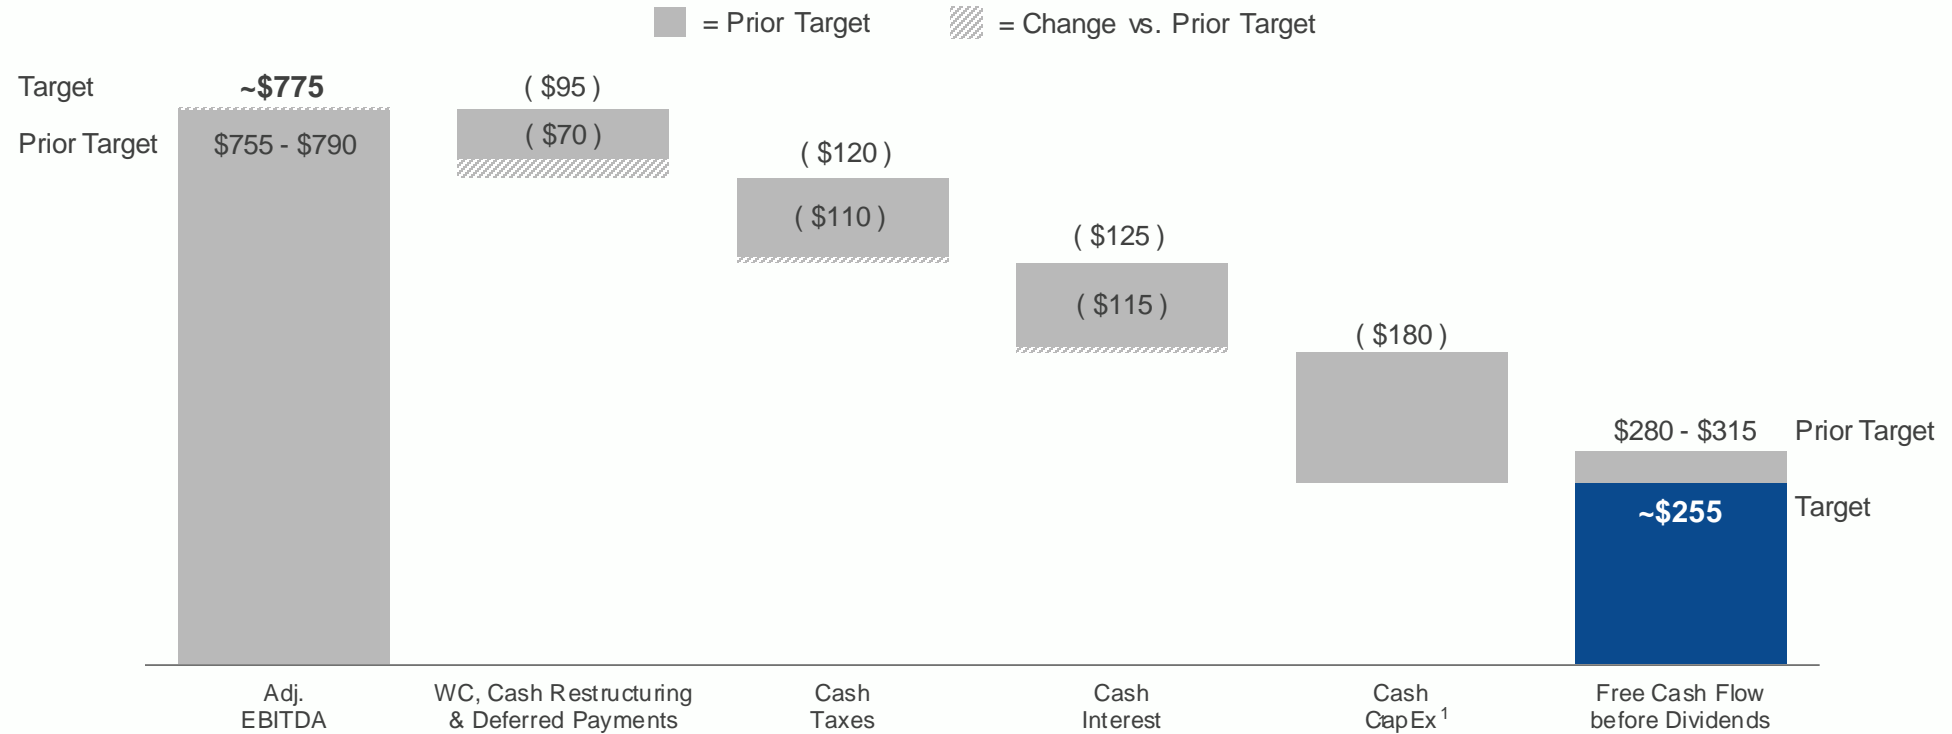 = Prior Target
= Change vs. Prior Target
Target
~$775
( $95 )
Prior Target
$755 - $790
( $70 )
( $120 )
( $110 )
( $125 )
( $115 )
( $180 )
$280 - $315
Prior Target
~$255
Target
Adj.
EBITDA
WC, Cash Restructuring
& Deferred Payments
Cash
Taxes
Cash
Interest
Cash
CrapEx 1
Free Cash Flow
before Dividends